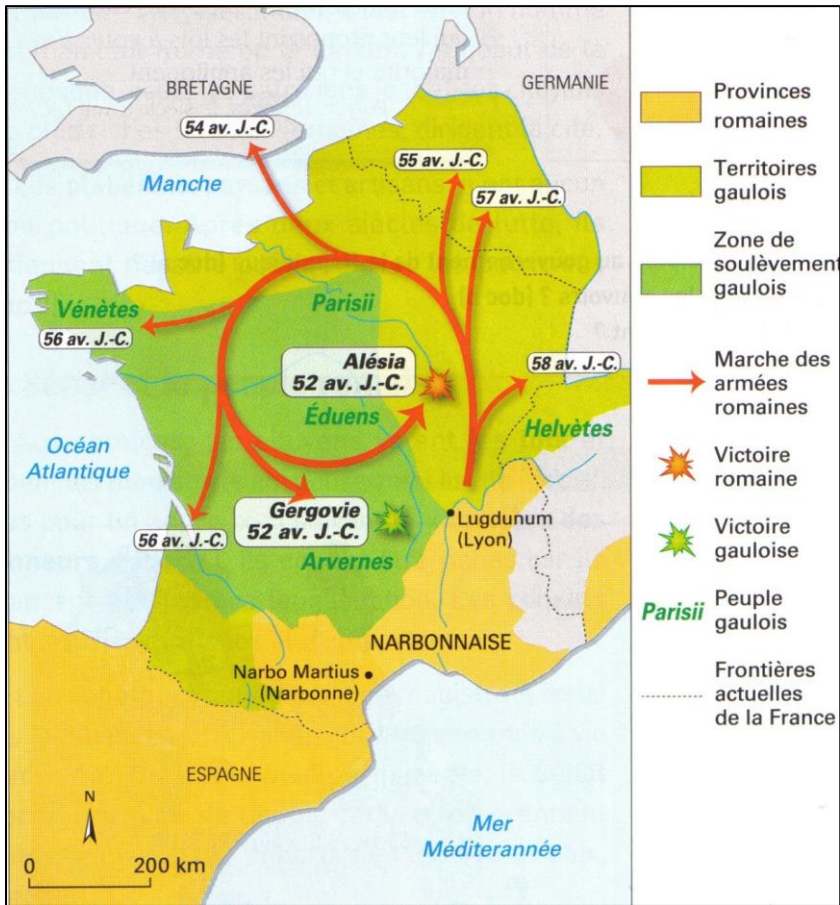 BRETAGNE
GERMANIE
54 av. J.-C.
Manche
55 av. J.-C.
57 av. J.-C.
Vénètes
Parisii
56 av. J.-C.
Alésia
52 av. J.-C.
58 av. J.-C.
Éduens
Helvètes
Océan
Atlantique
Gergovie
52 av. J.-C.
Lugdunum
(Lyon)
56 av. J.-C.
Arvernes
NARBONNAISE
Narbo Martius
(Narbonne)
ESPAGNE
N
Mer
Méditerannée
0
200 km
Provinces
romaines
Territoires
gaulois
Zone de
soulèvement
gaulois
Marche des
armées
romaines
Victoire
romaine
Victoire
gauloise
Parisii
Peuple
gaulois
Frontières
actuelles
de la France